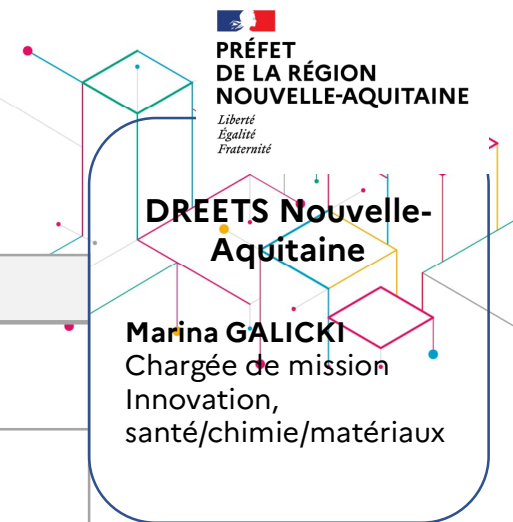 PRÉFET
DE LA RÉGION
NOUVELLE-AQUITAINE
Liberté
Égalité
Fraternité
DREETS Nouvelle-
Aquitaine
Marina GALICKI
Chargée de mission
Innovation,
santé/chimie/matériaux